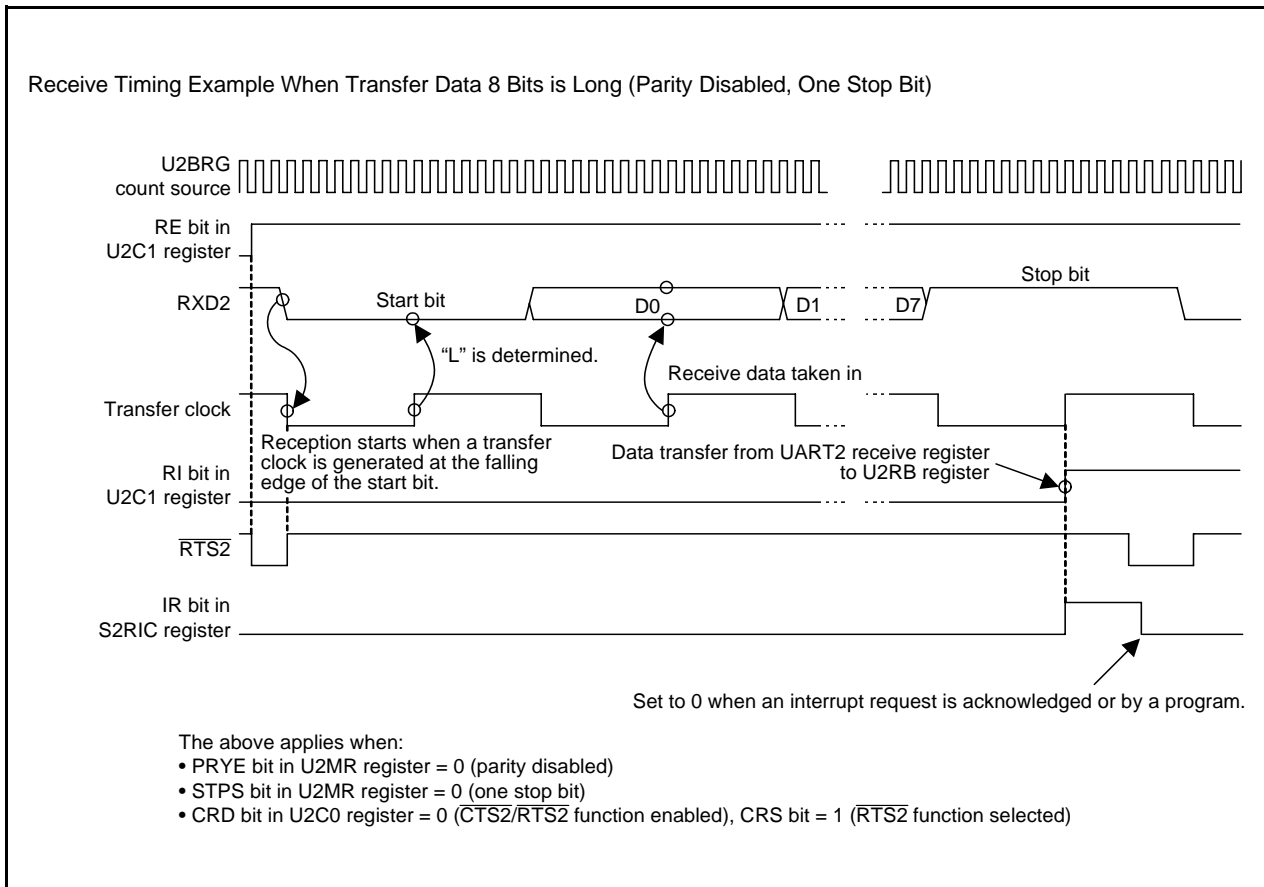 Receive Timing Example When Transfer Data 8 Bits is Long (Parity Disabled, One Stop Bit)
U2BRG
count source
RE bit in
U2C1 register
RXD2
Start bit
D0
D1
D7
Stop bit
“L” is determined.
Receive data taken in
Transfer clock
Reception starts when a transfer
clock is generated at the falling
edge of the start bit.
Data transfer from UART2 receive register
to U2RB register
RI bit in
U2C1 register
RTS2
IR bit in
S2RIC register
Set to 0 when an interrupt request is acknowledged or by a program.
The above applies when:
• PRYE bit in U2MR register = 0 (parity disabled)
• STPS bit in U2MR register = 0 (one stop bit)
• CRD bit in U2C0 register = 0 (CTS2/RTS2 function enabled), CRS bit = 1 (RTS2 function selected)